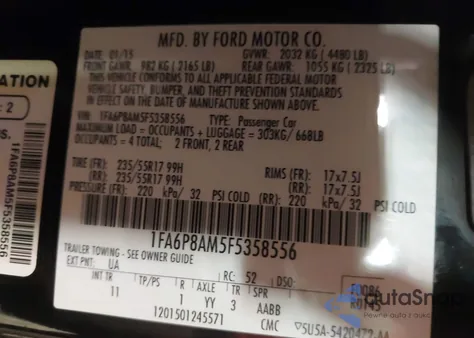 MFD. BY FORD MOTOR CO.
DATE: 01/15 GVWR: 2032 KG ( 4480 LB)
FRONT GAWR: 982 KG ( 2165 LB) REAR GAWR: 1055 KG ( 2325 LB)
THIS VEHICLE CONFORMS TO ALL APPLICABLE FEDERAL MOTOR
VEHICLE SAFETY, BUMPER, AND THEFT PREVENTION STANDARDS
IN EFFECT ON THE DATE OF MANUFACTURE SHOWN ABOVE.
VIN: 1FA6P8AM5F5358556 TYPE: Passenger Car
MAXIMUM LOAD = OCCUPANTS + LUGGAGE = 303KG / 668LB
OCCUPANTS = 4 TOTAL; 2 FRONT, 2 REAR
TIRE (FR): 235/55R17 99H RIMS (FR): 17x7.5J
TIRE (RR): 235/55R17 99H (RR): 17x7.5J
PRESSURE (FR): 220 kPa/ 32 PSI COLD (RR): 220 kPa/ 32 PSI COLD
1FA6P8AM5F5358556
TRAILER TOWING - SEE OWNER GUIDE
EXT PNT: UA RC: 52 DSO:
INT TR TP/PS R AXLE TR SPR
11 1 YY 3 AABB
1201501245571 CMC
5U5A-5420472-AA
ATION
: 2
1FA6P8AM5F5358556
autoSnap